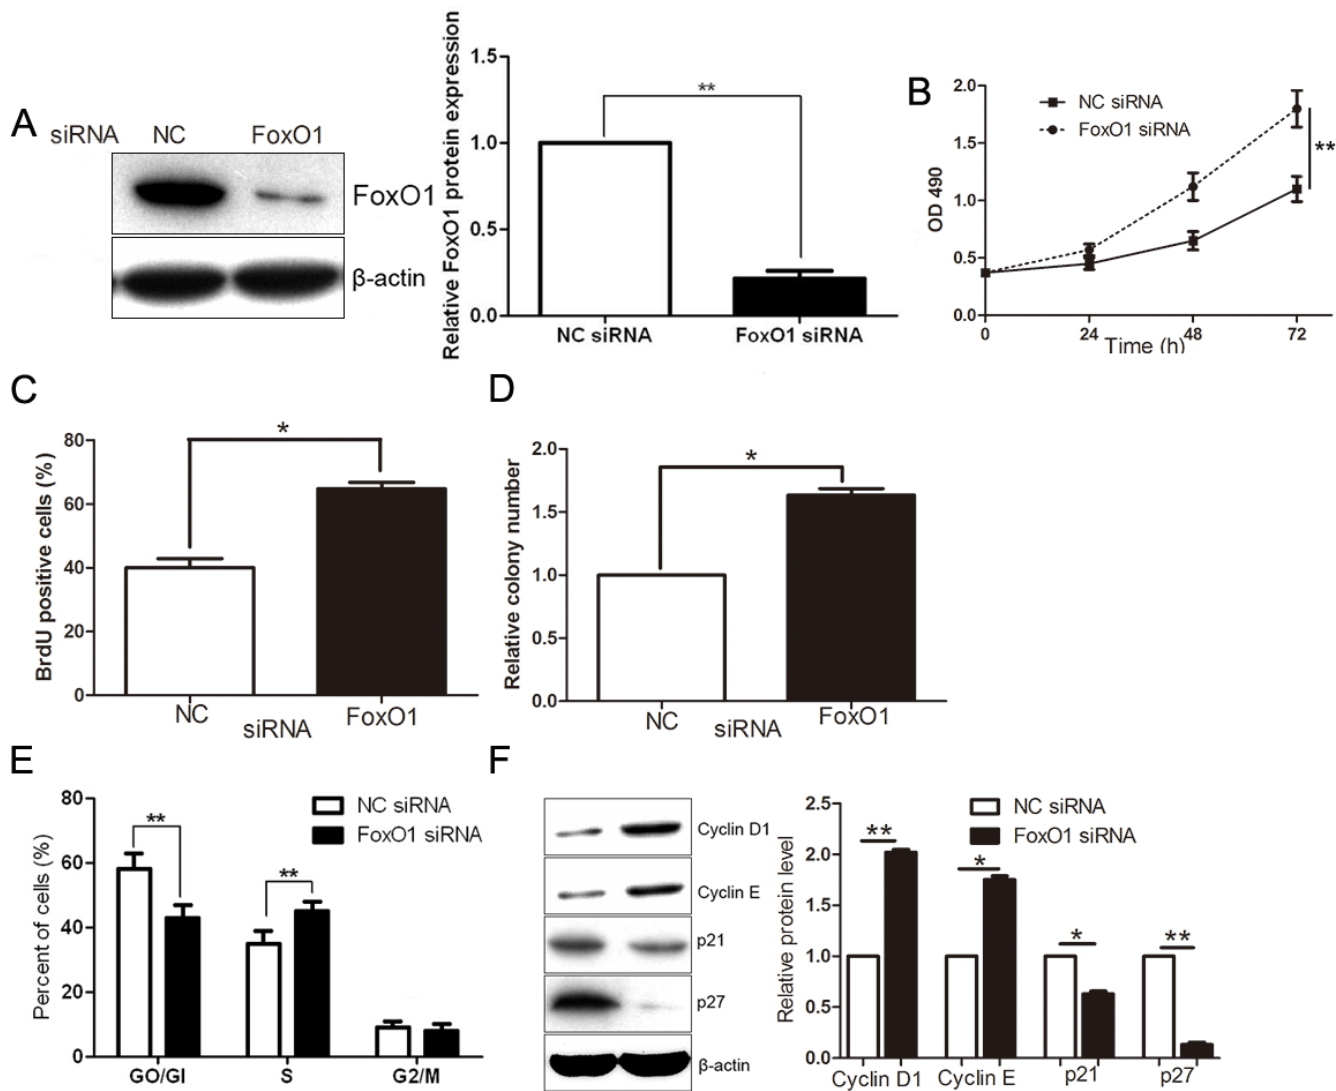 A
siRNA NC FoxO1
FoxO1
β-actin
Relative FoxO1 protein expression
1.5
1.0
0.5
0.0
**
NC siRNA FoxO1 siRNA
B
OD 490
2.0
1.5
1.0
0.5
0.0
NC siRNA
FoxO1 siRNA
**
0 24 48 72
Time (h)
C
BrdU positive cells (%)
80
60
40
20
0
*
NC FoxO1
siRNA
D
Relative colony number
2.0
1.5
1.0
0.5
0.0
*
NC FoxO1
siRNA
E
Percent of cells (%)
80
60
40
20
0
NC siRNA
FoxO1 siRNA
**
**
GO/GI S G2/M
F
Cyclin D1
Cyclin E
p21
p27
β-actin
Relative protein level
2.5
2.0
1.5
1.0
0.5
0.0
NC siRNA
FoxO1 siRNA
**
*
*
**
Cyclin D1 Cyclin E p21 p27